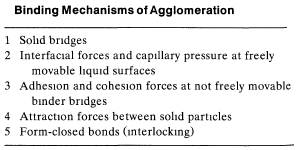 Binding Mechanisms of Agglomeration
1 Solid bridges
2 Interfacial forces and capillary pressure at freely
movable liquid surfaces
3 Adhesion and cohesion forces at not freely movable
binder bridges
4 Attraction forces between solid particles
5 Form-closed bonds (interlocking)